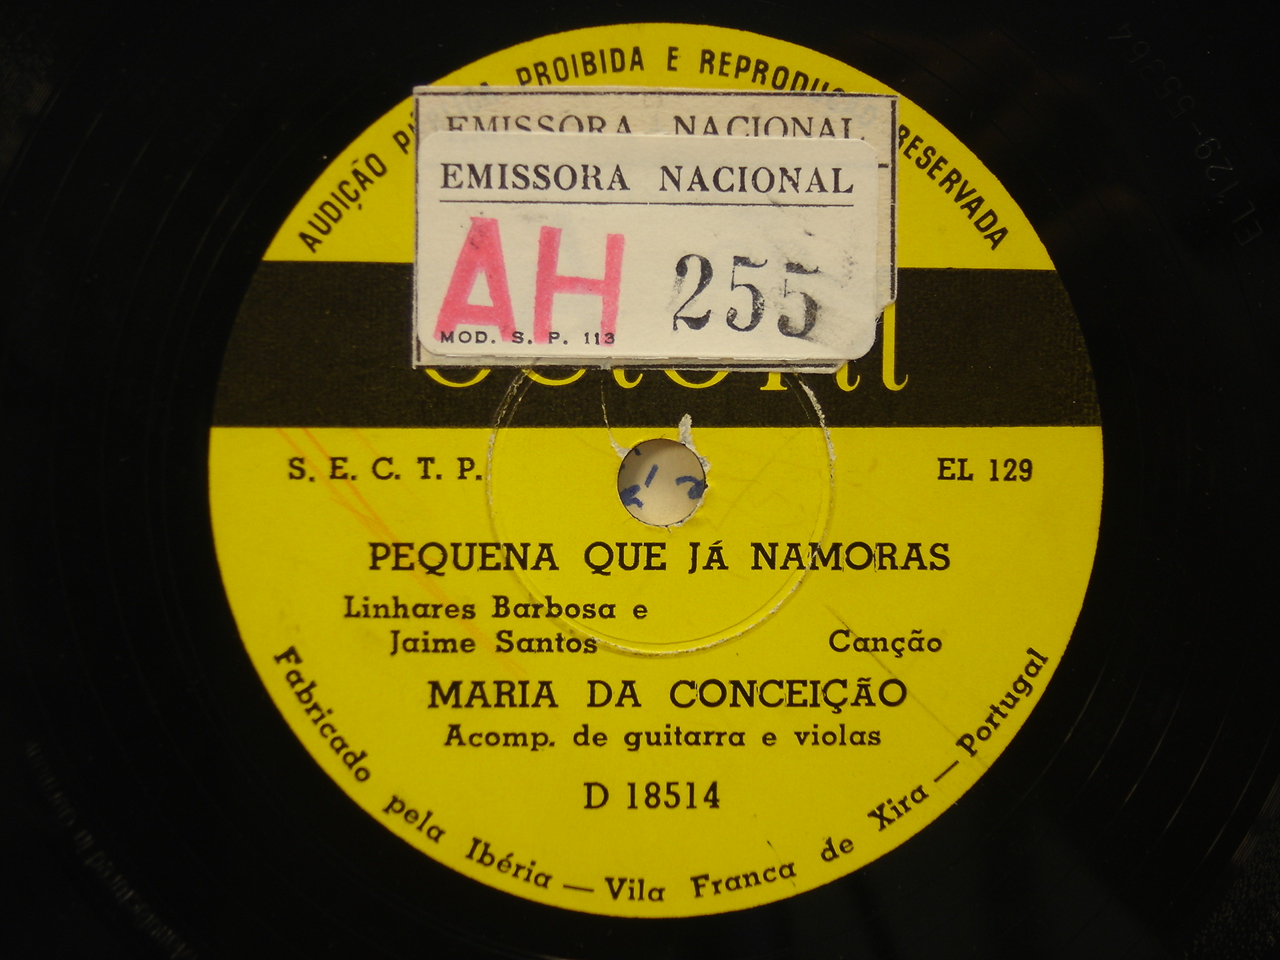 AUDIÇÃO PROIBIDA E RESERVADA
EMISSORA NACIONAL
EMISSORA NACIONAL
AH 255
MOD. S. P. 113
S. E. C. T. P.
EL 129
PEQUENA QUE JÁ NAMORAS
Linhares Barbosa e
Jaime Santos
Canção
MARIA DA CONCEIÇÃO
Acomp. de guitarra e violas
D 18514
Fabricado pela Ibéria — Vila Franca de Xira — Portugal